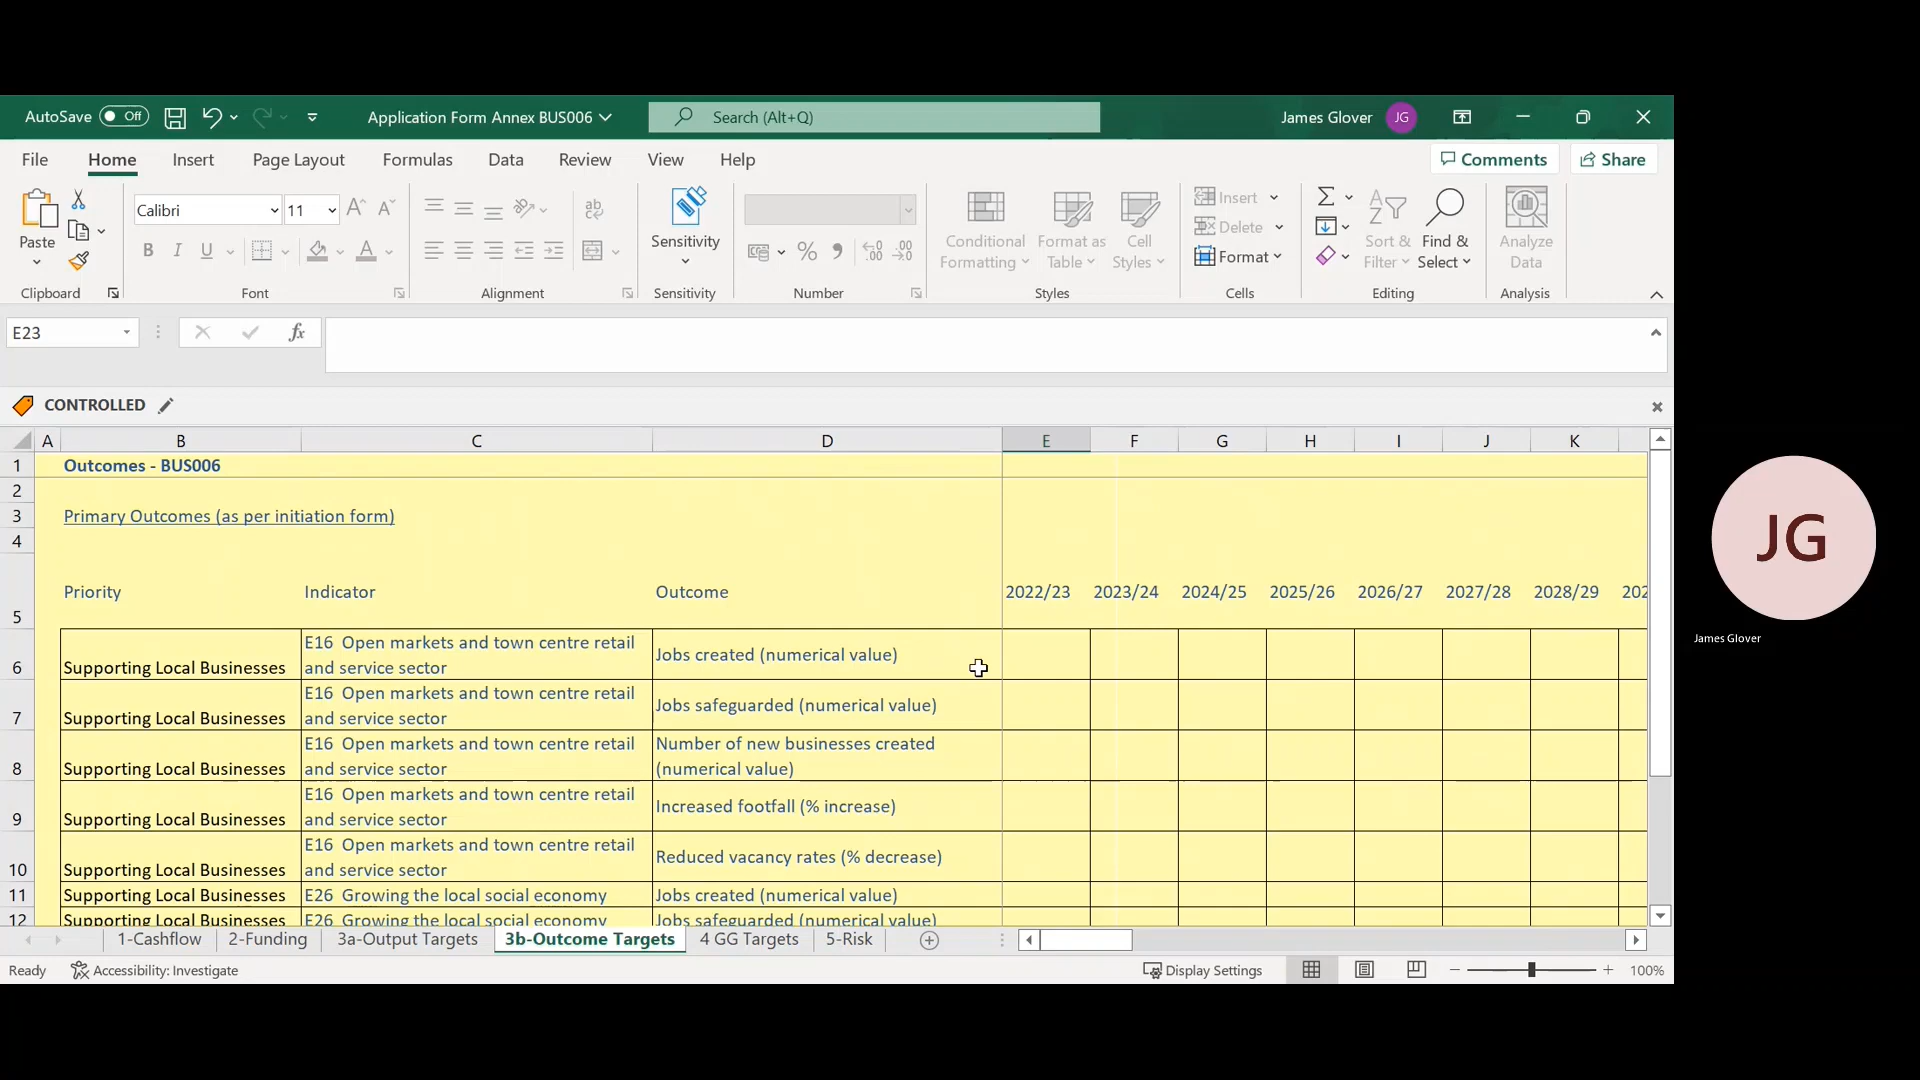 AutoSave Off Application Form Annex BUS006 Search (Alt+Q) James Glover JG
File Home Insert Page Layout Formulas Data Review View Help Comments Share
Calibri 11
Paste Sensitivity Conditional Formatting Format as Table Cell Styles Insert Delete Format Sort & Filter Find & Select Analyze Data
Clipboard Font Alignment Sensitivity Number Styles Cells Editing Analysis
E23 fx
CONTROLLED
A B C D E F G H I J K
1 Outcomes - BUS006
2
3 Primary Outcomes (as per initiation form)
4
5 Priority Indicator Outcome 2022/23 2023/24 2024/25 2025/26 2026/27 2027/28 2028/29 202
6 Supporting Local Businesses E16 Open markets and town centre retail and service sector Jobs created (numerical value)
7 Supporting Local Businesses E16 Open markets and town centre retail and service sector Jobs safeguarded (numerical value)
8 Supporting Local Businesses E16 Open markets and town centre retail and service sector Number of new businesses created (numerical value)
9 Supporting Local Businesses E16 Open markets and town centre retail and service sector Increased footfall (% increase)
10 Supporting Local Businesses E16 Open markets and town centre retail and service sector Reduced vacancy rates (% decrease)
11 Supporting Local Businesses E26 Growing the local social economy Jobs created (numerical value)
12 Supporting Local Businesses E26 Growing the local social economy Jobs safeguarded (numerical value)
1-Cashflow 2-Funding 3a-Output Targets 3b-Outcome Targets 4 GG Targets 5-Risk
Ready Accessibility: Investigate Display Settings 100%
JG
James Glover